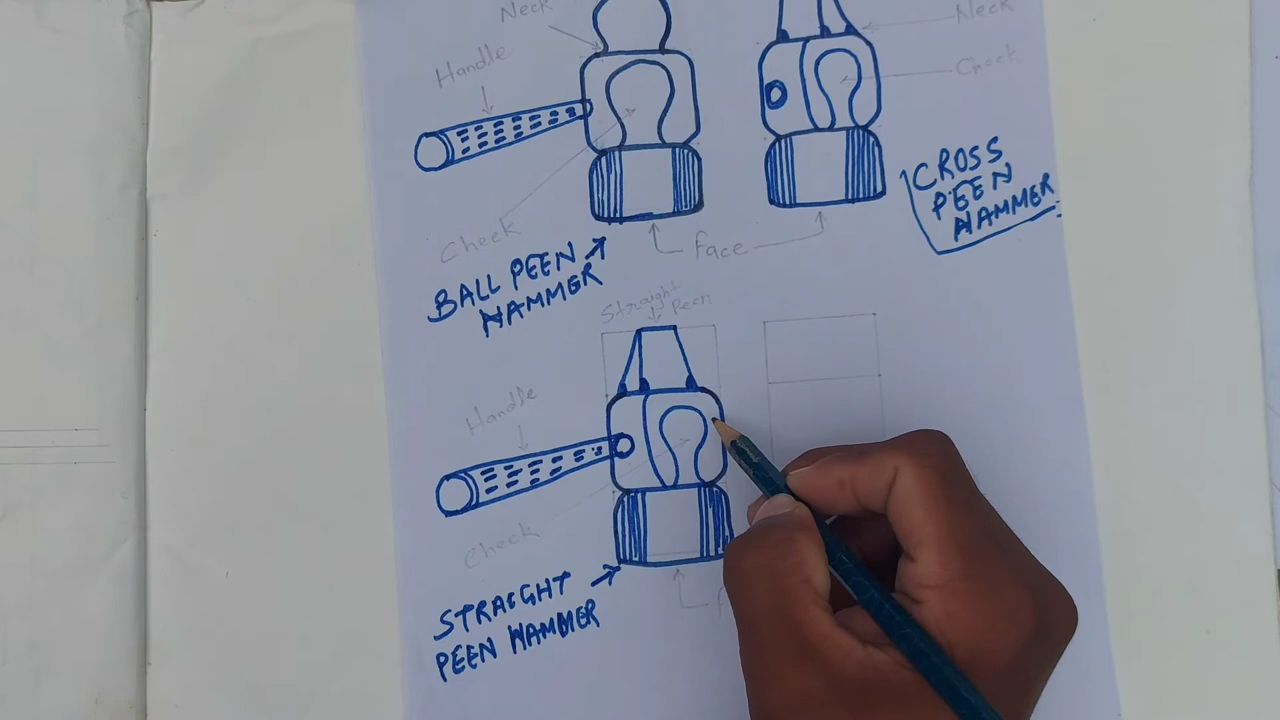 Neck
Neck
Handle
Cheek
Cheek
face
BALL PEEN
HAMMER
CROSS
PEEN
HAMMER
Straight
Peen
Handle
Cheek
STRAIGHT
PEEN HAMMER